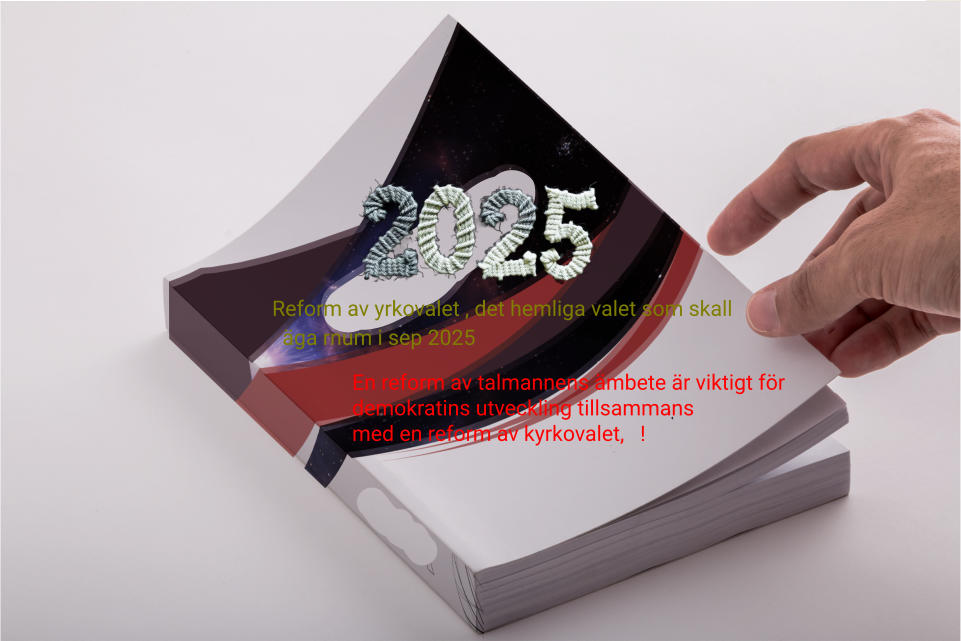 2025
Reform av yrkovalet , det hemliga valet som skall
äga mum i sep 2025
En reform av talmannens ämbete är viktigt för
demokratins utveckling tillsammans
med en reform av kyrkovalet, !